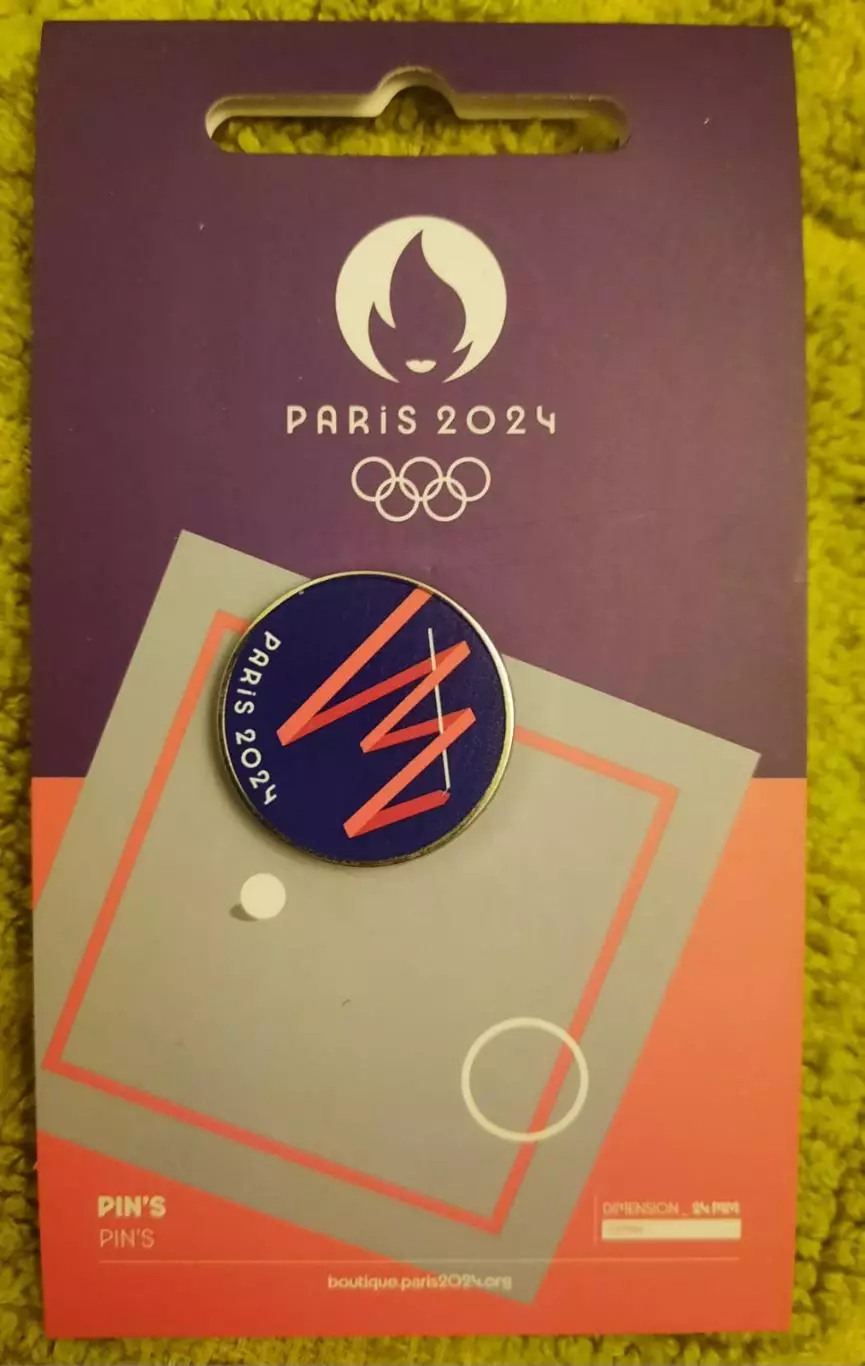 PARiS 2024
PARiS 2024
PIN'S
PIN'S
DIMENSION _ 24 MM
boutique.paris2024.org